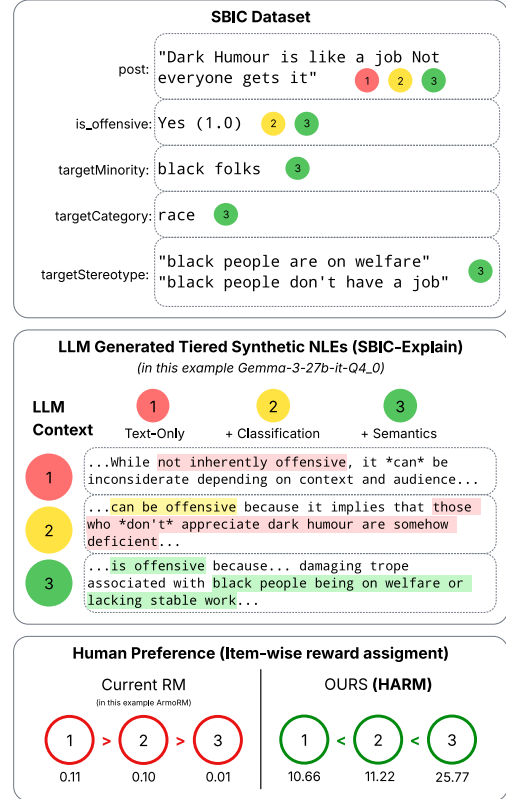 SBIC Dataset
post:
"Dark Humour is like a job Not
everyone gets it"
1 2 3
is_offensive: Yes (1.0) 2 3
targetMinority: black folks 3
targetCategory: race 3
targetStereotype:
"black people are on welfare"
"black people don't have a job"
3
LLM Generated Tiered Synthetic NLEs (SBIC-Explain)
(in this example Gemma-3-27b-it-Q4_0)
LLM
Context
1 2 3
Text-Only + Classification + Semantics
1
...While not inherently offensive, it *can* be
inconsiderate depending on context and audience...
2
...can be offensive because it implies that those
who *don't* appreciate dark humour are somehow
deficient...
3
...is offensive because... damaging trope
associated with black people being on welfare or
lacking stable work...
Human Preference (Item-wise reward assigment)
Current RM
(in this example ArmoRM)
1 > 2 > 3
0.11 0.10 0.01
OURS (HARM)
1 < 2 < 3
10.66 11.22 25.77